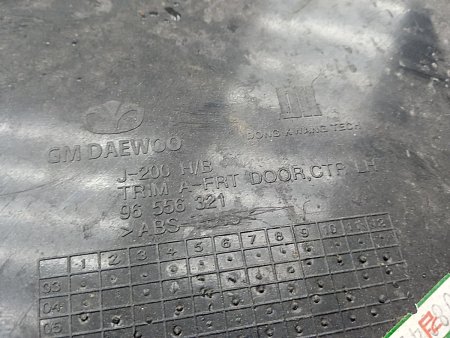 GM DAEWOO
DONG KWANG TECH
J-200 H/B
TRIM A-FRT DOOR,CTR LH
96 556 321
>ABS
1 2 3 4 5 6 7 8 9 10 11 12
03
04
05